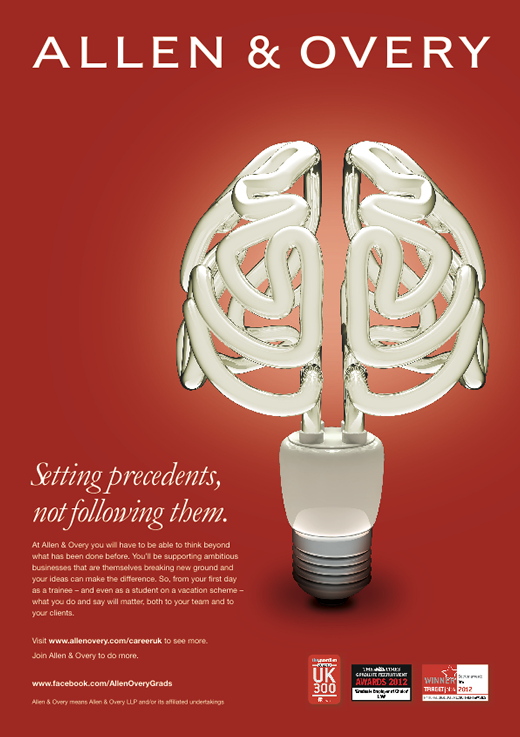 ALLEN & OVERY
Setting precedents,
not following them.
At Allen & Overy you will have to be able to think beyond
what has been done before. You'll be supporting ambitious
businesses that are themselves breaking new ground and
your ideas can make the difference. So, from your first day
as a trainee – and even as a student on a vacation scheme –
what you do and say will matter, both to your team and to
your clients.
Visit www.allenovery.com/careeruk to see more.
Join Allen & Overy to do more.
www.facebook.com/AllenOveryGrads
Allen & Overy means Allen & Overy LLP and/or its affiliated undertakings
theguardian
UK
300
GRADUATE RECRUITMENT
AWARDS 2012
WINNER
TARGETjobs
2012